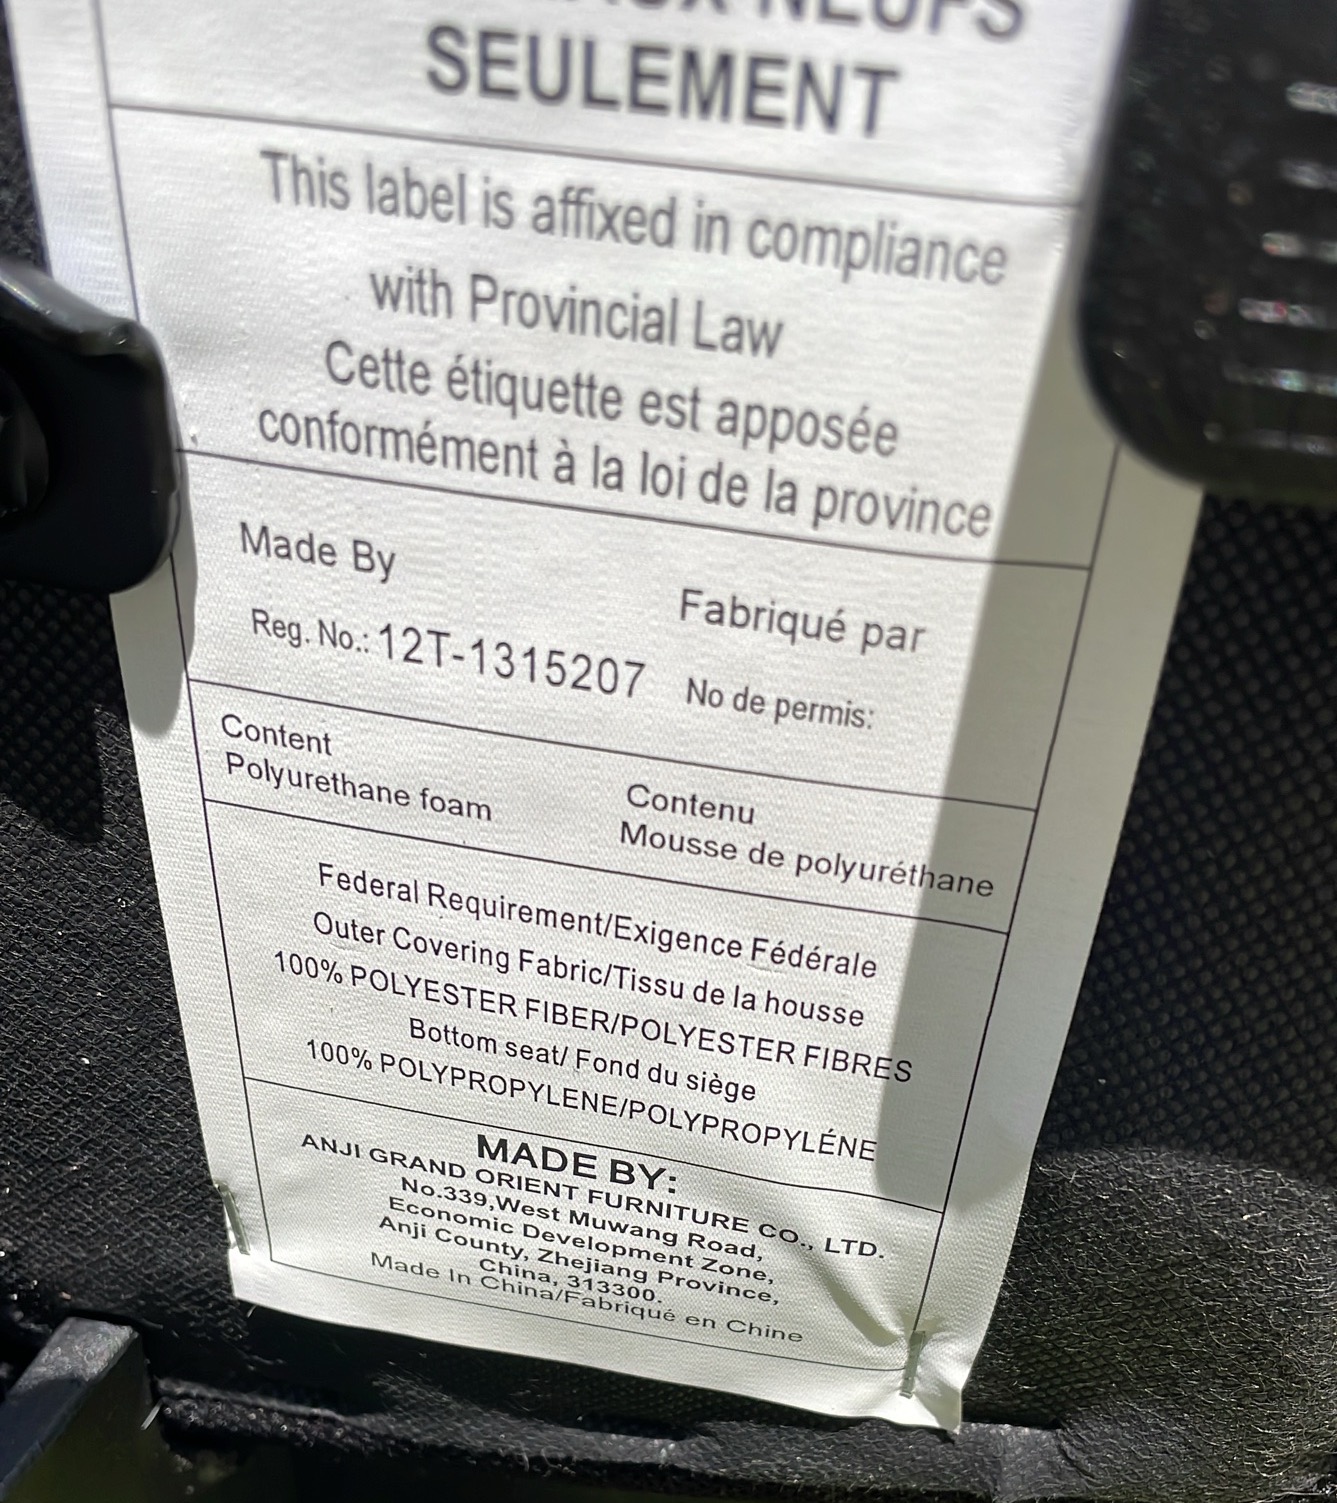 NEUFS
SEULEMENT
This label is affixed in compliance
with Provincial Law
Cette étiquette est apposée
conformément à la loi de la province
Made By
Fabriqué par
Reg. No.: 12T-1315207
No de permis:
Content
Polyurethane foam
Contenu
Mousse de polyuréthane
Federal Requirement/Exigence Fédérale
Outer Covering Fabric/Tissu de la housse
100% POLYESTER FIBER/POLYESTER FIBRES
Bottom seat/ Fond du siège
100% POLYPROPYLENE/POLYPROPYLÉNE
MADE BY:
ANJI GRAND ORIENT FURNITURE CO., LTD.
No.339,West Muwang Road,
Economic Development Zone,
Anji County, Zhejiang Province,
China, 313300.
Made In China/Fabriqué en Chine